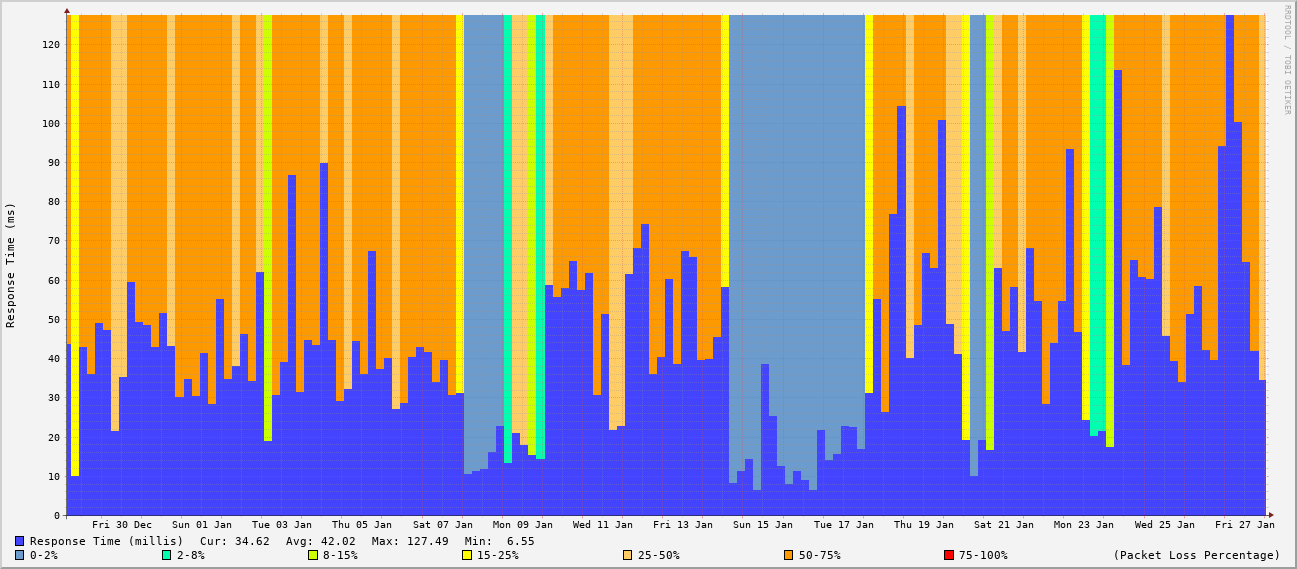 RRDTOOL / TOBI OETIKER
Response Time (ms)
120
110
100
90
80
70
60
50
40
30
20
10
0
Fri 30 Dec Sun 01 Jan Tue 03 Jan Thu 05 Jan Sat 07 Jan Mon 09 Jan Wed 11 Jan Fri 13 Jan Sun 15 Jan Tue 17 Jan Thu 19 Jan Sat 21 Jan Mon 23 Jan Wed 25 Jan Fri 27 Jan
Response Time (millis) Cur: 34.62 Avg: 42.02 Max: 127.49 Min: 6.55
0-2% 2-8% 8-15% 15-25% 25-50% 50-75% 75-100% (Packet Loss Percentage)